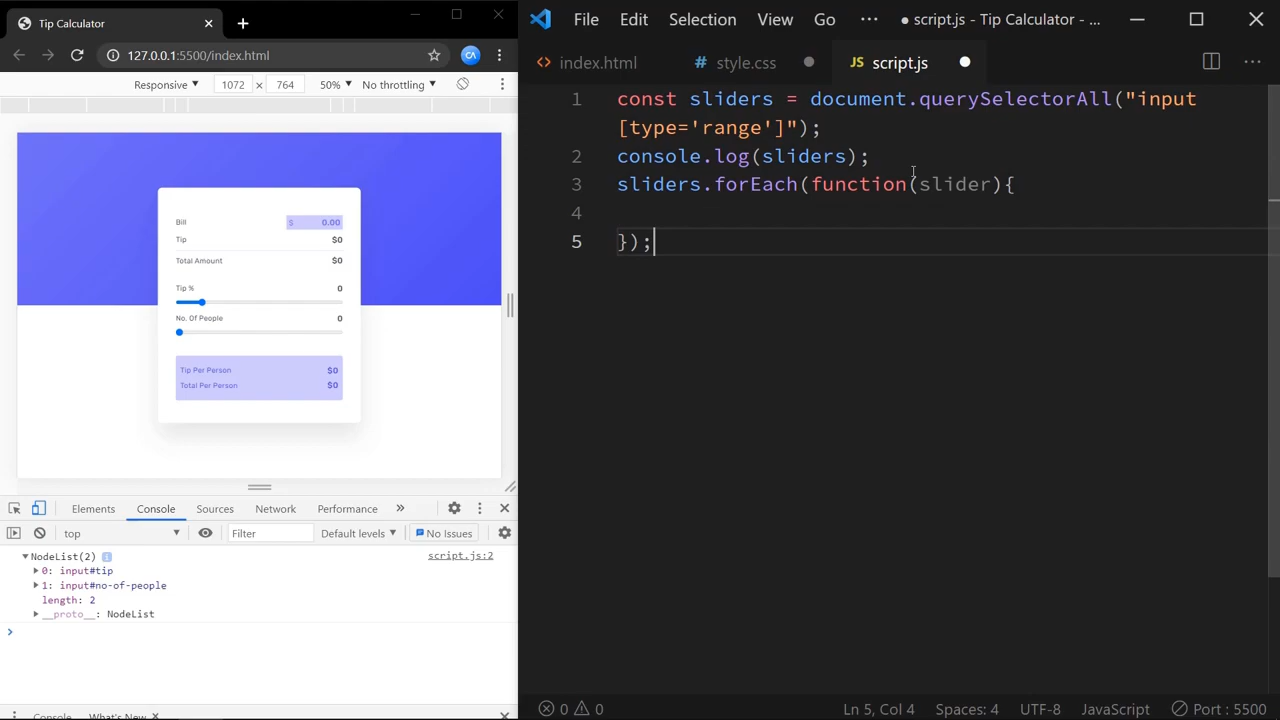 Tip Calculator
127.0.0.1:5500/index.html
CA
Responsive 1072 × 764 50% No throttling
Bill $ 0.00
Tip $0
Total Amount $0
Tip % 0
No. Of People 0
Tip Per Person $0
Total Per Person $0
Elements Console Sources Network Performance »
top Filter Default levels No Issues
NodeList(2) i script.js:2
0: input#tip
1: input#no-of-people
length: 2
__proto__: NodeList
>
Console What's New ×
File Edit Selection View Go ··· ● script.js - Tip Calculator - ...
<> index.html # style.css JS script.js
1 const sliders = document.querySelectorAll("input
[type='range']");
2 console.log(sliders);
3 sliders.forEach(function(slider){
4
5 });
0 0 Ln 5, Col 4 Spaces: 4 UTF-8 JavaScript Port : 5500